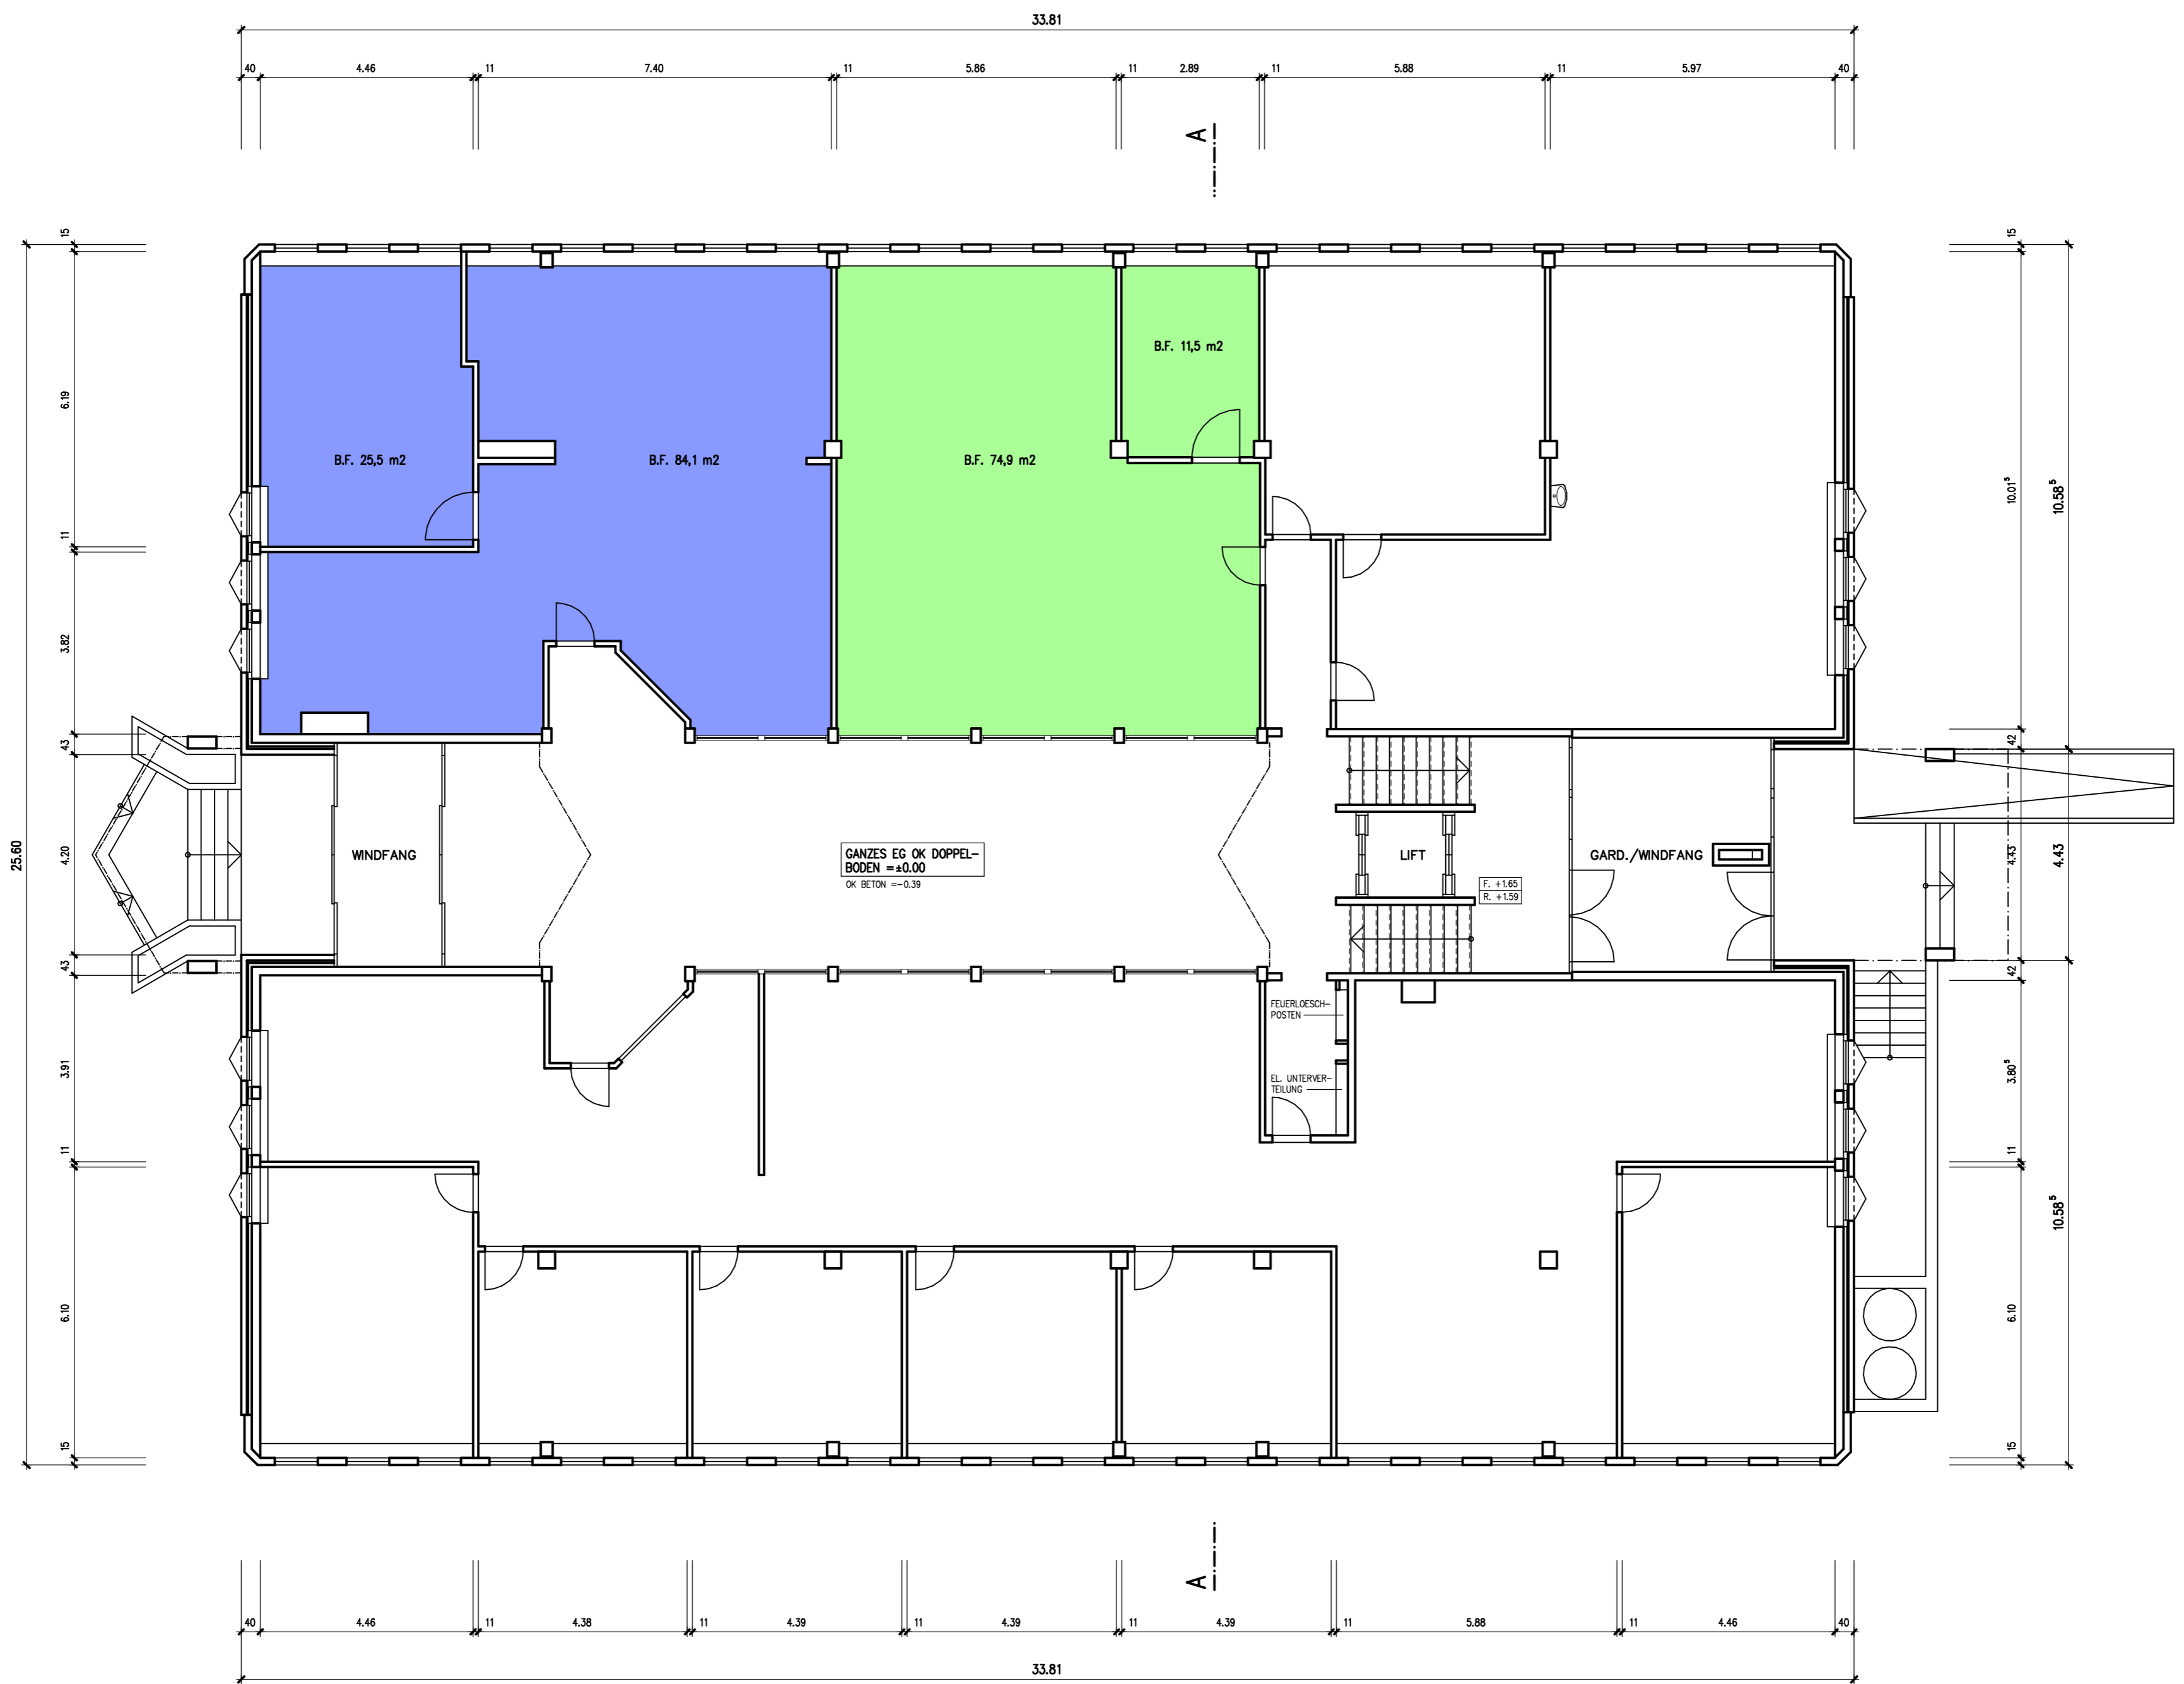 33.81
40 4.46 11 7.40 11 5.86 11 2.89 11 5.88 11 5.97 40
A
15
15
B.F. 11,5 m2
6.19
B.F. 25,5 m2
B.F. 84,1 m2
B.F. 74,9 m2
10.01⁵
10.58⁵
11
3.82
43
42
25.60
4.20
WINDFANG
GANZES EG OK DOPPEL-
BODEN =±0.00
OK BETON =-0.39
LIFT
GARD./WINDFANG
F. +1.65
R. +1.59
4.43
4.43
43
42
FEUERLOESCH-
POSTEN
3.91
EL. UNTERVER-
TEILUNG
3.80⁵
11
11
10.58⁵
6.10
6.10
15
15
A
40 4.46 11 4.38 11 4.39 11 4.39 11 4.39 11 5.88 11 4.46 40
33.81